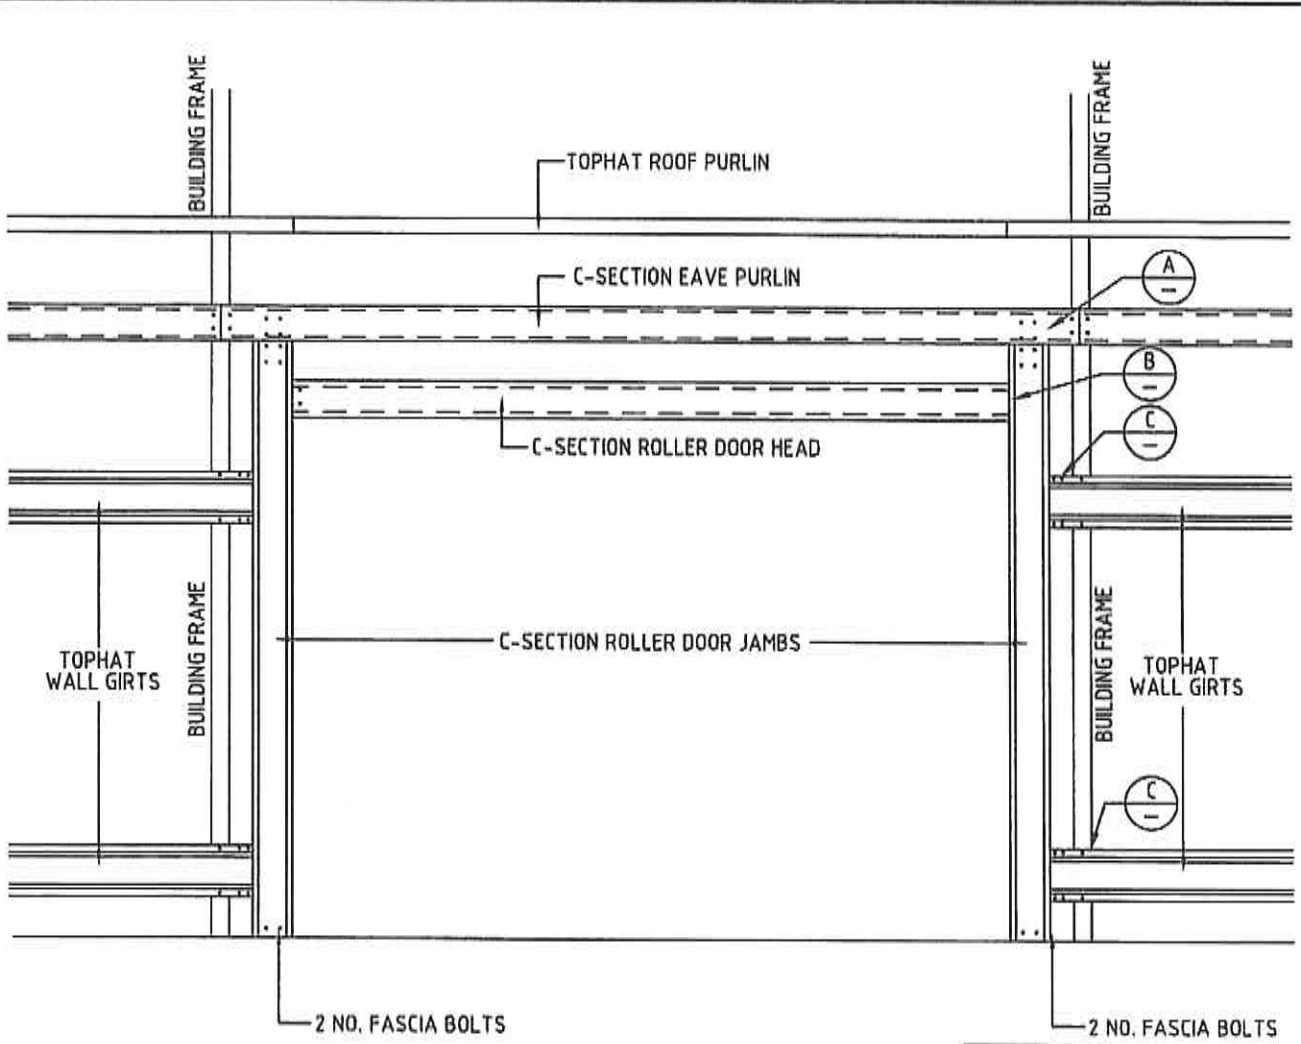 BUILDING FRAME
BUILDING FRAME
TOPHAT ROOF PURLIN
C-SECTION EAVE PURLIN
A
–
B
–
C
–
C-SECTION ROLLER DOOR HEAD
BUILDING FRAME
BUILDING FRAME
C-SECTION ROLLER DOOR JAMBS
TOPHAT
WALL GIRTS
TOPHAT
WALL GIRTS
C
–
2 NO. FASCIA BOLTS
2 NO. FASCIA BOLTS